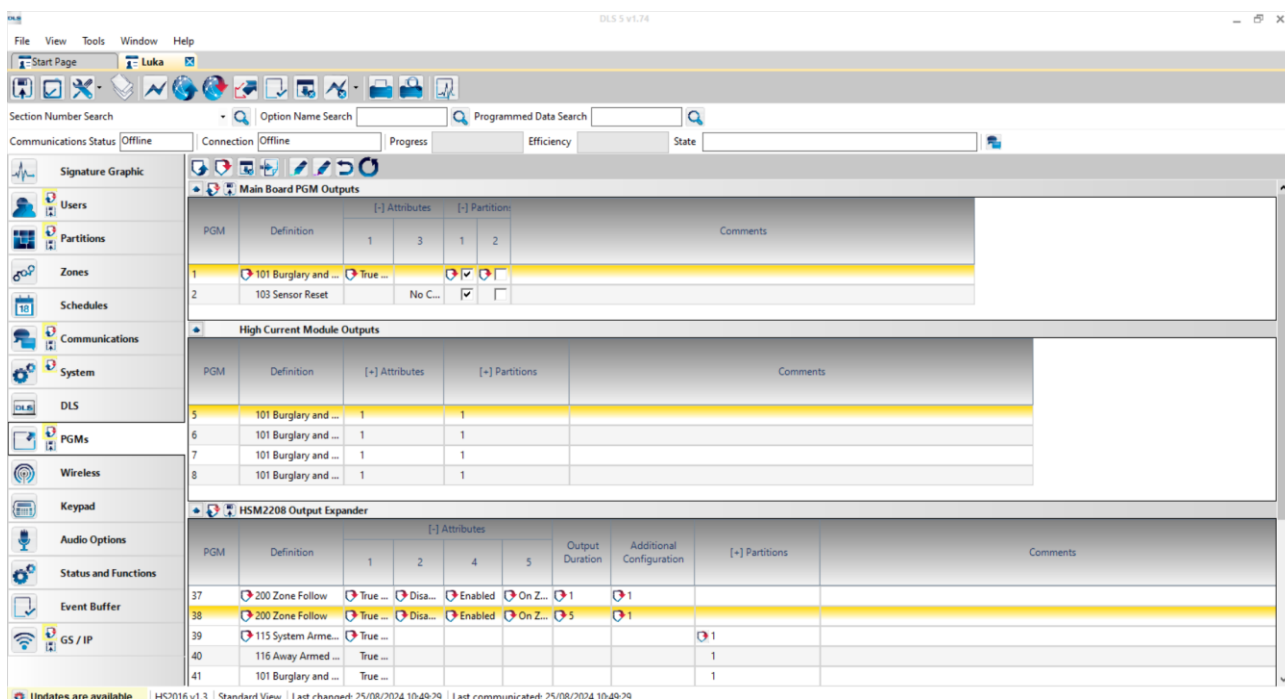 DLS 5 v1.74
File View Tools Window Help
Start Page Luka
Section Number Search Option Name Search Programmed Data Search
Communications Status Offline Connection Offline Progress Efficiency State
Signature Graphic
Users
Partitions
Zones
Schedules
Communications
System
DLS
PGMs
Wireless
Keypad
Audio Options
Status and Functions
Event Buffer
GS / IP
Main Board PGM Outputs
[-] Attributes [-] Partitions
PGM Definition 1 3 1 2 Comments
1 101 Burglary and ... True ...
2 103 Sensor Reset No C...
High Current Module Outputs
PGM Definition [+] Attributes [+] Partitions Comments
5 101 Burglary and ... 1 1
6 101 Burglary and ... 1 1
7 101 Burglary and ... 1 1
8 101 Burglary and ... 1 1
HSM2208 Output Expander
[-] Attributes
PGM Definition 1 2 4 5 Output Duration Additional Configuration [+] Partitions Comments
37 200 Zone Follow True ... Disa... Enabled On Z... 1 1
38 200 Zone Follow True ... Disa... Enabled On Z... 5 1
39 115 System Arme... True ... 1
40 116 Away Armed ... True ... 1
41 101 Burglary and ... True ... 1
Updates are available HS2016 v1.3 Standard View Last changed: 25/08/2024 10:49:29 Last communicated: 25/08/2024 10:49:29